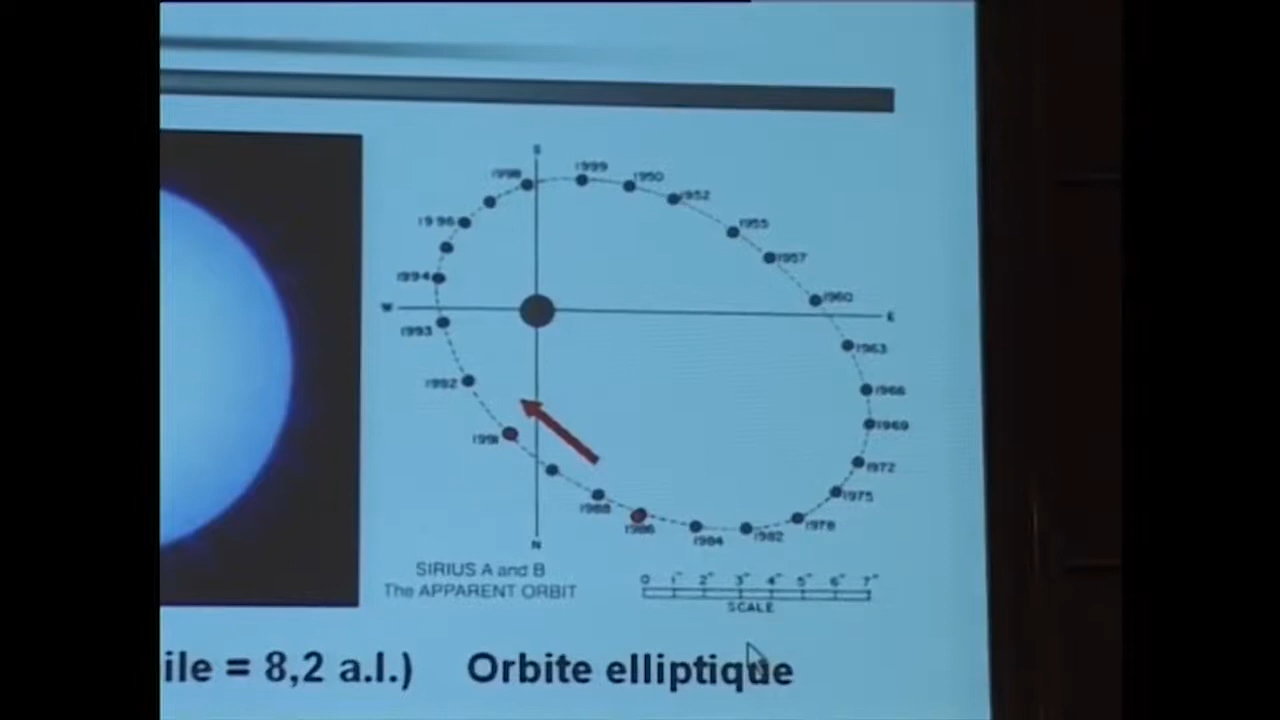 S
1998
1999
1950
1952
1996
1955
1957
1994
1960
W
E
1993
1963
1992
1966
1991
1969
1972
1988
1975
1986
1984
1982
1978
N
SIRIUS A and B
The APPARENT ORBIT
0 1" 2" 3" 4" 5" 6" 7"
SCALE
ile = 8,2 a.l.) Orbite elliptique